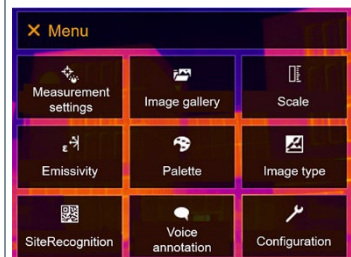 Menu
Measurement
settings
Image gallery
Scale
Emissivity
Palette
Image type
SiteRecognition
Voice
annotation
Configuration